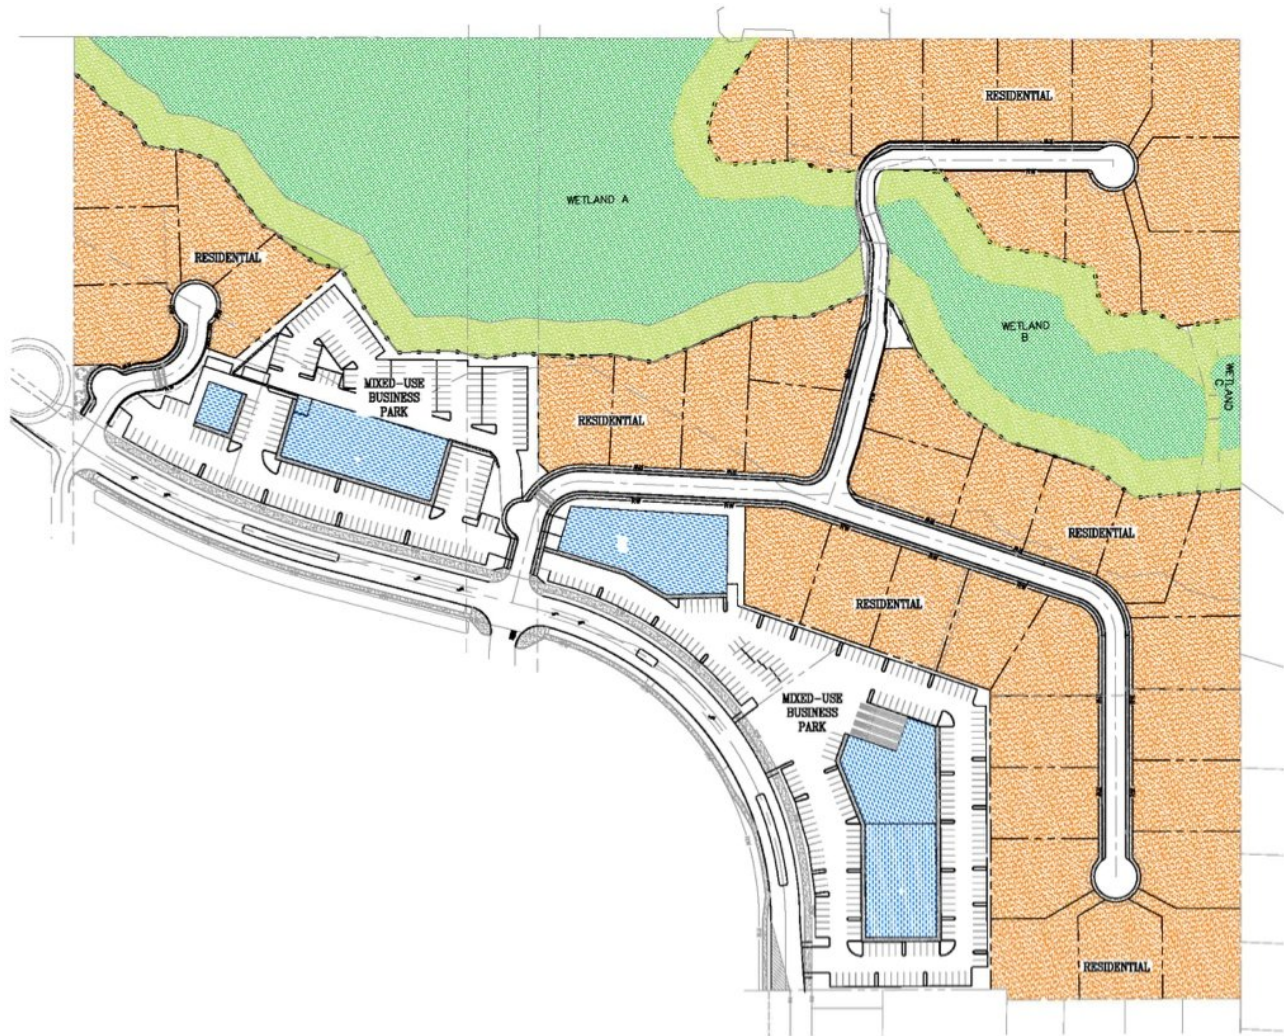 RESIDENTIAL
WETLAND A
RESIDENTIAL
WETLAND
B
WETLAND
C
MIXED-USE
BUSINESS
PARK
RESIDENTIAL
RESIDENTIAL
RESIDENTIAL
MIXED-USE
BUSINESS
PARK
RESIDENTIAL